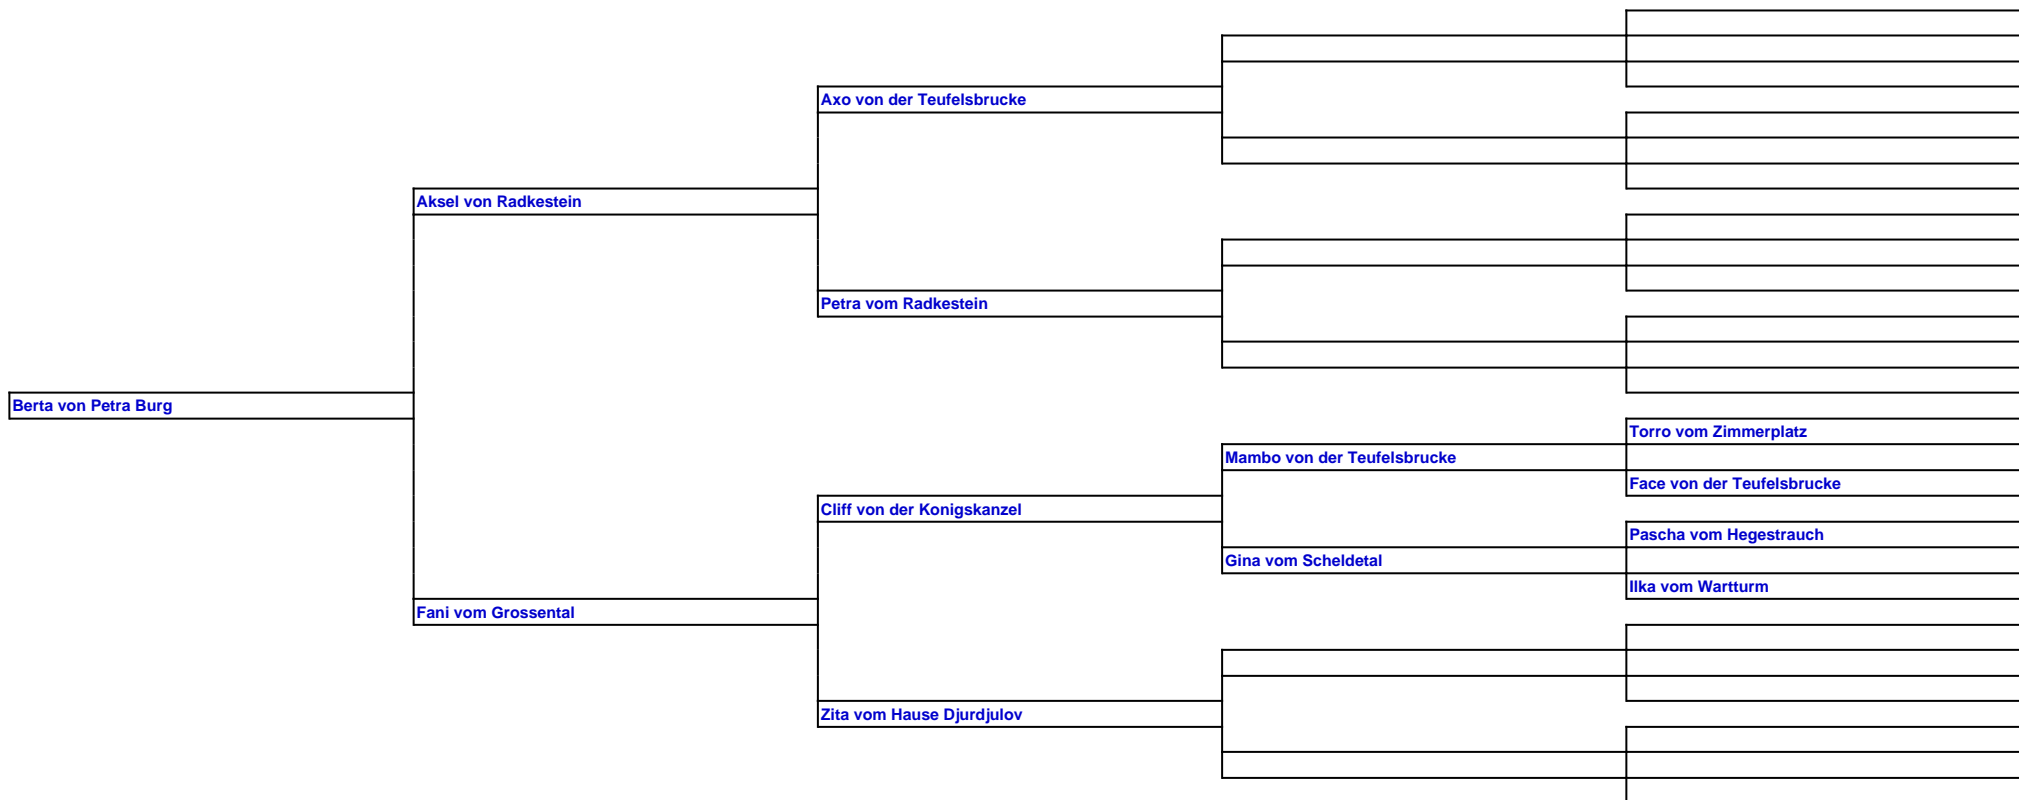 Axo von der Teufelsbrucke
Aksel von Radkestein
Petra vom Radkestein
Berta von Petra Burg
Torro vom Zimmerplatz
Mambo von der Teufelsbrucke
Face von der Teufelsbrucke
Cliff von der Konigskanzel
Pascha vom Hegestrauch
Gina vom Scheldetal
Ilka vom Wartturm
Fani vom Grossental
Zita vom Hause Djurdjulov